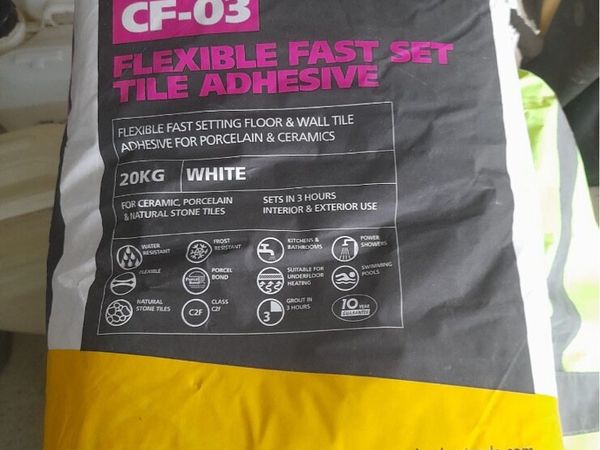 CF-03
FLEXIBLE FAST SET
TILE ADHESIVE
FLEXIBLE FAST SETTING FLOOR & WALL TILE
ADHESIVE FOR PORCELAIN & CERAMICS
20KG WHITE
FOR CERAMIC, PORCELAIN
& NATURAL STONE TILES
SETS IN 3 HOURS
INTERIOR & EXTERIOR USE
WATER
RESISTANT
FROST
RESISTANT
KITCHENS &
BATHROOMS
POWER
SHOWERS
FLEXIBLE
PORCEL
BOND
SUITABLE FOR
UNDERFLOOR
HEATING
SWIMMING
POOLS
NATURAL
STONE TILES
C2F
CLASS
C2F
3
GROUT IN
3 HOURS
10 YEAR
GUARANTEE